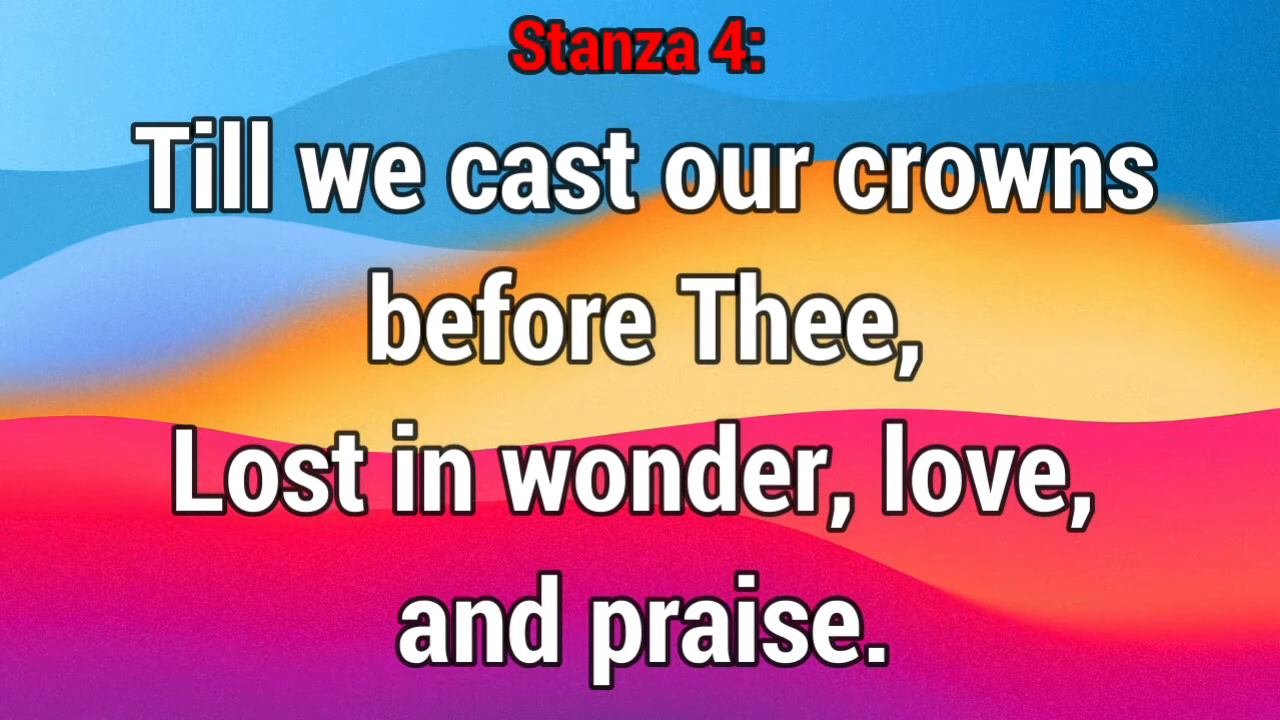 Stanza 4:
Till we cast our crowns
before Thee,
Lost in wonder, love,
and praise.